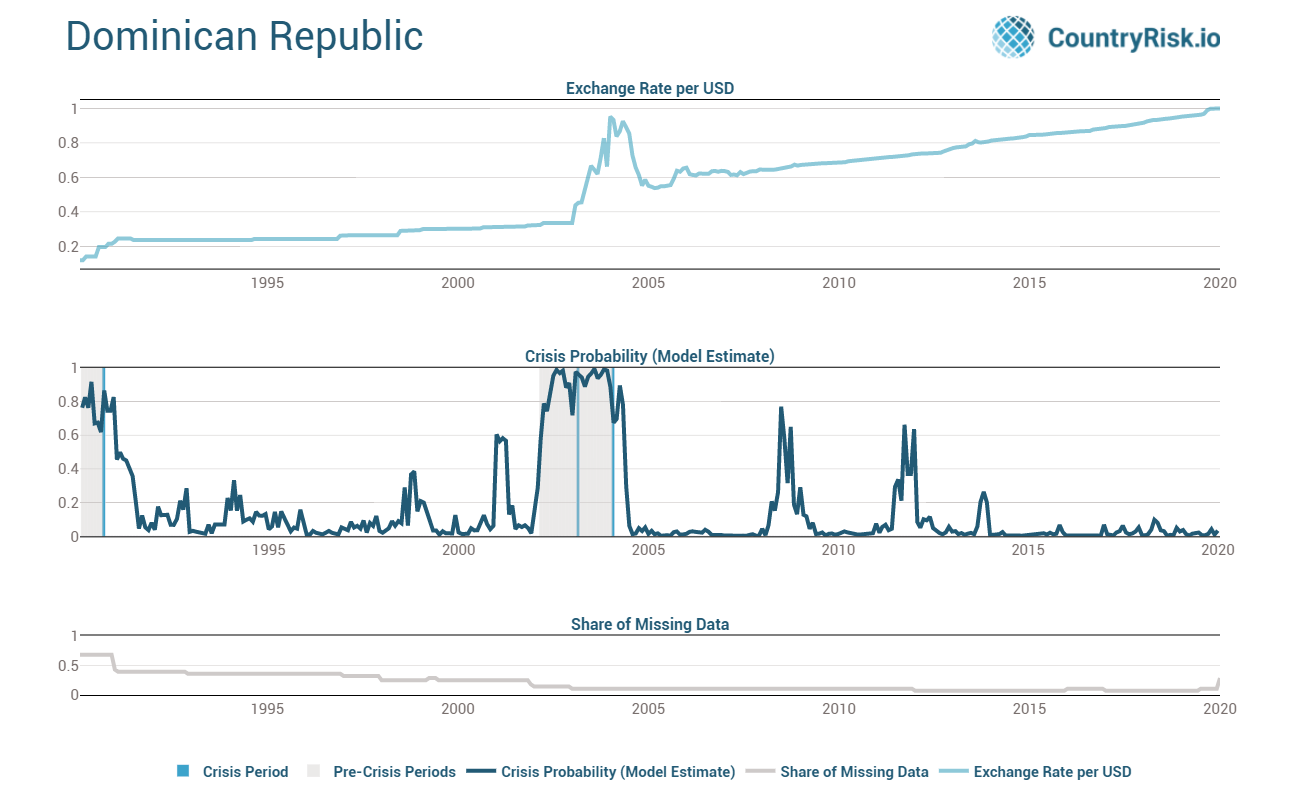 Dominican Republic
CountryRisk.io
Exchange Rate per USD
1
0.8
0.6
0.4
0.2
1995 2000 2005 2010 2015 2020
Crisis Probability (Model Estimate)
1
0.8
0.6
0.4
0.2
0
1995 2000 2005 2010 2015 2020
Share of Missing Data
1
0.5
0
1995 2000 2005 2010 2015 2020
Crisis Period Pre-Crisis Periods Crisis Probability (Model Estimate) Share of Missing Data Exchange Rate per USD